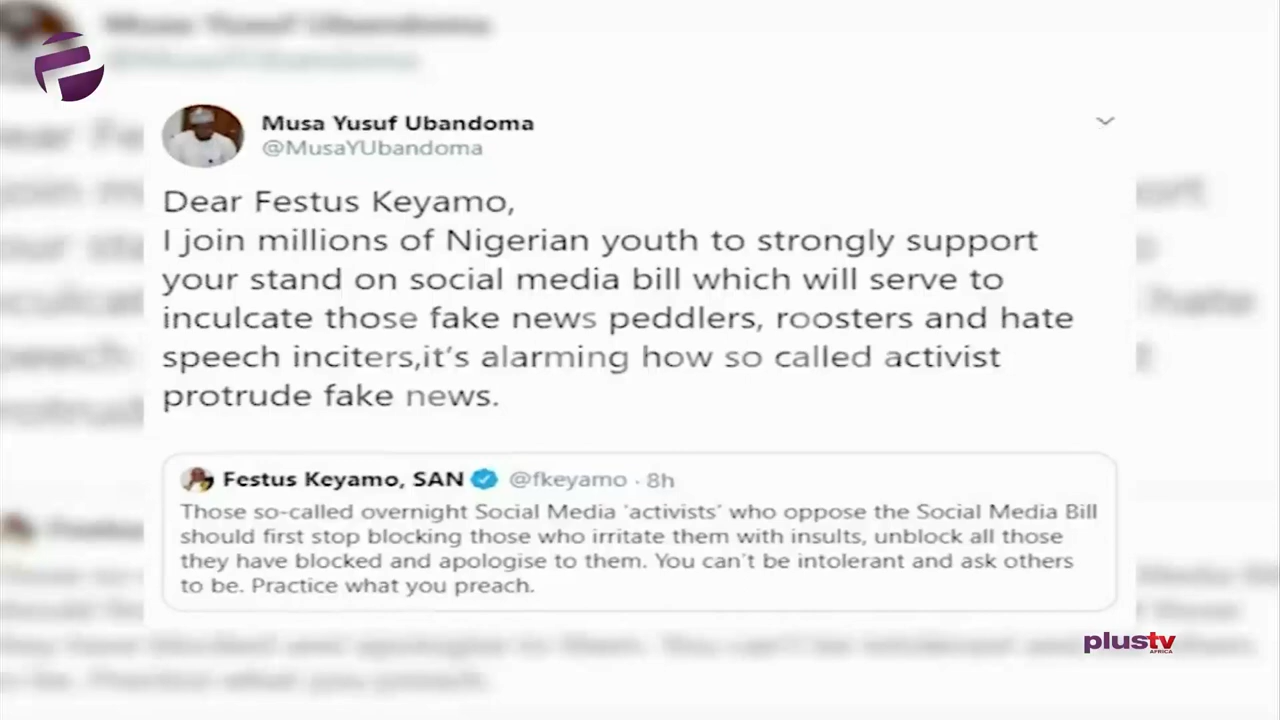 Musa Yusuf Ubandoma
@MusaYUbandoma
Dear Festus Keyamo,
I join millions of Nigerian youth to strongly support
your stand on social media bill which will serve to
inculcate those fake news peddlers, roosters and hate
speech inciters,it's alarming how so called activist
protrude fake news.
Festus Keyamo, SAN @fkeyamo · 8h
Those so-called overnight Social Media 'activists' who oppose the Social Media Bill
should first stop blocking those who irritate them with insults, unblock all those
they have blocked and apologise to them. You can't be intolerant and ask others
to be. Practice what you preach.
plustv
AFRICA